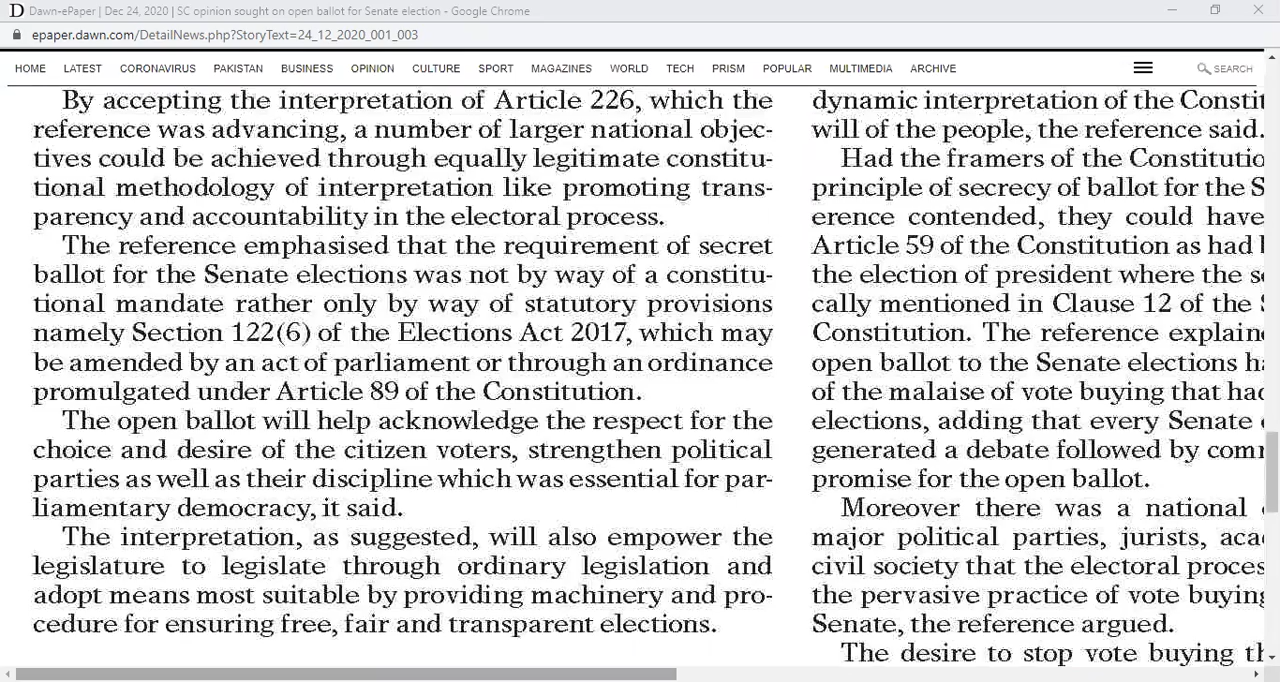 Dawn-ePaper | Dec 24, 2020 | SC opinion sought on open ballot for Senate election - Google Chrome
epaper.dawn.com/DetailNews.php?StoryText=24_12_2020_001_003
HOME LATEST CORONAVIRUS PAKISTAN BUSINESS OPINION CULTURE SPORT MAGAZINES WORLD TECH PRISM POPULAR MULTIMEDIA ARCHIVE SEARCH
By accepting the interpretation of Article 226, which the
reference was advancing, a number of larger national objec-
tives could be achieved through equally legitimate constitu-
tional methodology of interpretation like promoting trans-
parency and accountability in the electoral process.
The reference emphasised that the requirement of secret
ballot for the Senate elections was not by way of a constitu-
tional mandate rather only by way of statutory provisions
namely Section 122(6) of the Elections Act 2017, which may
be amended by an act of parliament or through an ordinance
promulgated under Article 89 of the Constitution.
The open ballot will help acknowledge the respect for the
choice and desire of the citizen voters, strengthen political
parties as well as their discipline which was essential for par-
liamentary democracy, it said.
The interpretation, as suggested, will also empower the
legislature to legislate through ordinary legislation and
adopt means most suitable by providing machinery and pro-
cedure for ensuring free, fair and transparent elections.
dynamic interpretation of the
will of the people, the reference said.
Had the framers of the
principle of secrecy of ballot for the
erence contended, they could have
Article 59 of the Constitution as had
the election of president where the
cally mentioned in Clause 12 of the
Constitution. The reference
open ballot to the Senate elections
of the malaise of vote buying that
elections, adding that every Senate
generated a debate followed by
promise for the open ballot.
Moreover there was a national
major political parties, jurists,
civil society that the electoral
the pervasive practice of vote
Senate, the reference argued.
The desire to stop vote buying